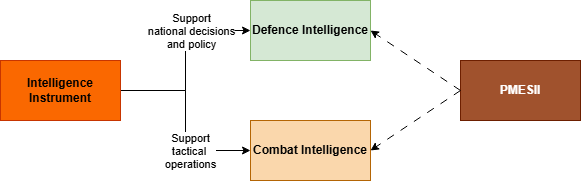 Support
national decisions
and policy
Defence Intelligence
Intelligence
Instrument
PMESII
Support
tactical
operations
Combat Intelligence